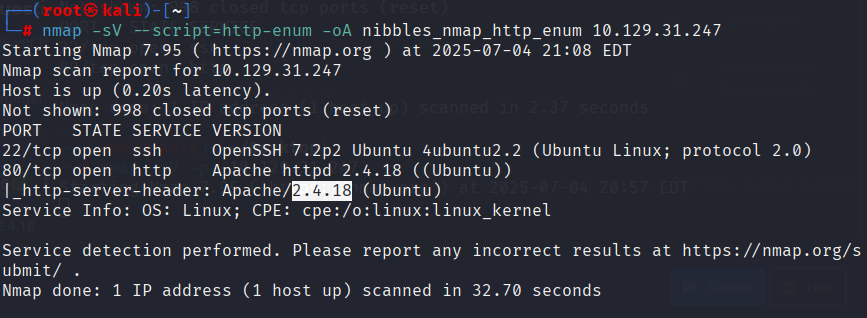 ┌──(root㉿kali)-[~]
└─# nmap -sV --script=http-enum -oA nibbles_nmap_http_enum 10.129.31.247
Starting Nmap 7.95 ( https://nmap.org ) at 2025-07-04 21:08 EDT
Nmap scan report for 10.129.31.247
Host is up (0.20s latency).
Not shown: 998 closed tcp ports (reset)
PORT   STATE SERVICE VERSION
22/tcp open  ssh     OpenSSH 7.2p2 Ubuntu 4ubuntu2.2 (Ubuntu Linux; protocol 2.0)
80/tcp open  http    Apache httpd 2.4.18 ((Ubuntu))
|_http-server-header: Apache/2.4.18 (Ubuntu)
Service Info: OS: Linux; CPE: cpe:/o:linux:linux_kernel

Service detection performed. Please report any incorrect results at https://nmap.org/s
ubmit/ .
Nmap done: 1 IP address (1 host up) scanned in 32.70 seconds